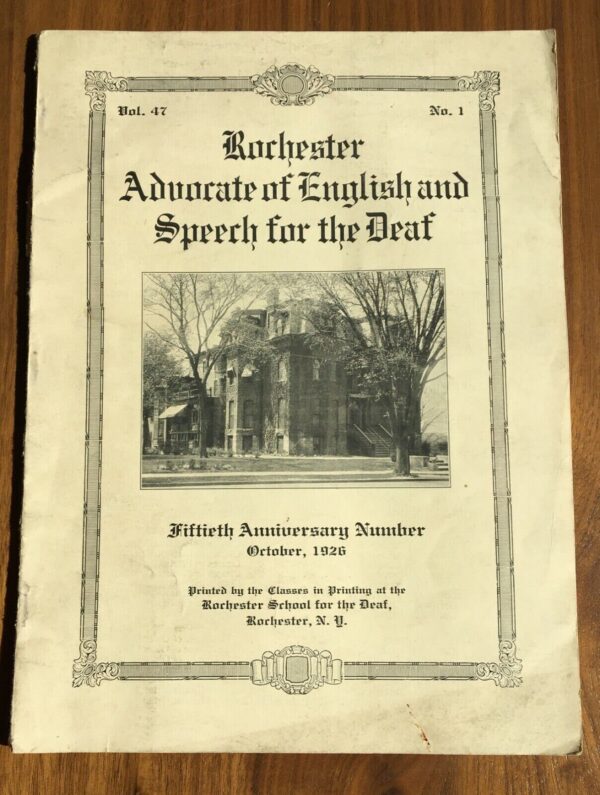 Vol. 47 No. 1
Rochester
Advocate of English and
Speech for the Deaf
Fiftieth Anniversary Number
October, 1926
Printed by the Classes in Printing at the
Rochester School for the Deaf,
Rochester, N. Y.